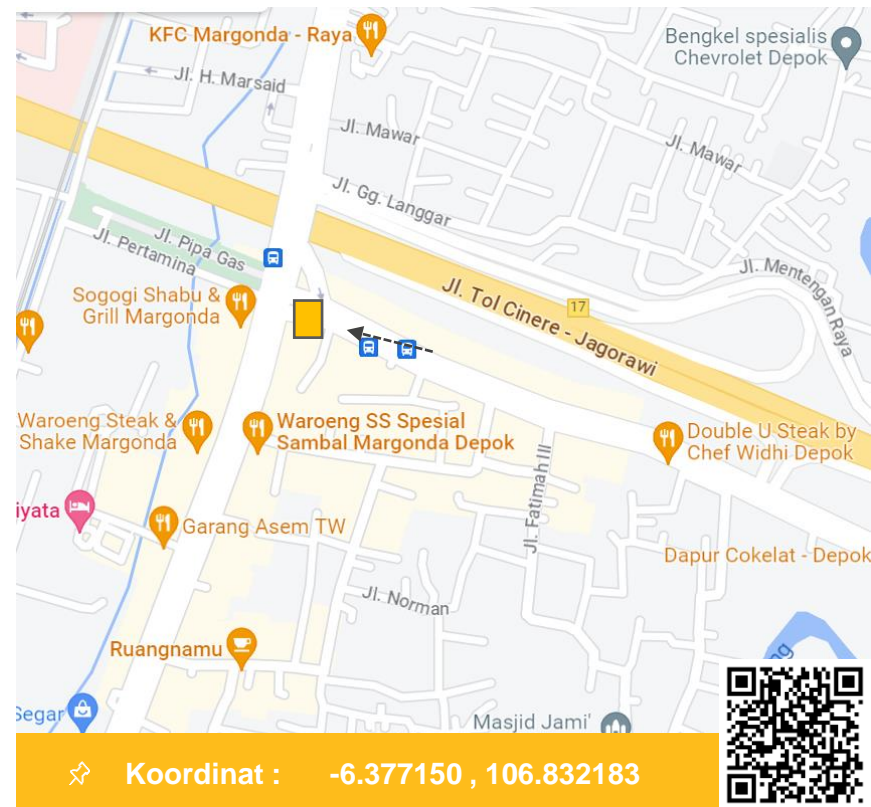 KFC Margonda - Raya
Bengkel spesialis
Chevrolet Depok
Jl. H. Marsaid
Jl. Mawar
Jl. Mawar
Jl. Gg. Langgar
Jl. Pipa Gas
Jl. Pertamina
Jl. Mentengan Raya
Sogogi Shabu &
Grill Margonda
Jl. Tol Cinere - Jagorawi
17
Waroeng Steak &
Shake Margonda
Waroeng SS Spesial
Sambal Margonda Depok
Double U Steak by
Chef Widhi Depok
Jl. Fatimah III
iyata
Garang Asem TW
Dapur Cokelat - Depok
Jl. Norman
Ruangnamu
Segar
Masjid Jami'
Koordinat : -6.377150 , 106.832183